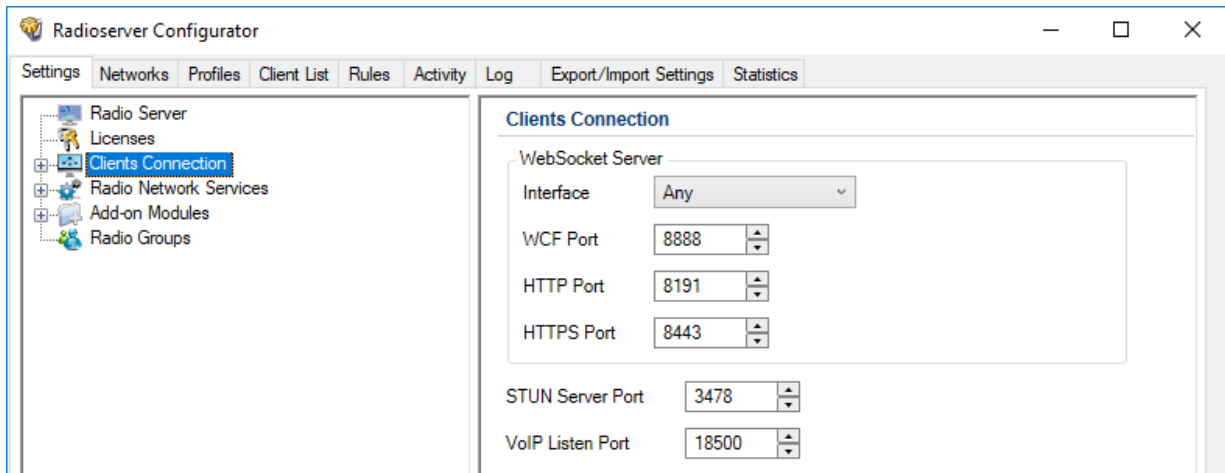 Radioserver Configurator
Settings Networks Profiles Client List Rules Activity Log Export/Import Settings Statistics
Radio Server
Licenses
Clients Connection
Radio Network Services
Add-on Modules
Radio Groups
Clients Connection
WebSocket Server
Interface Any
WCF Port 8888
HTTP Port 8191
HTTPS Port 8443
STUN Server Port 3478
VoIP Listen Port 18500